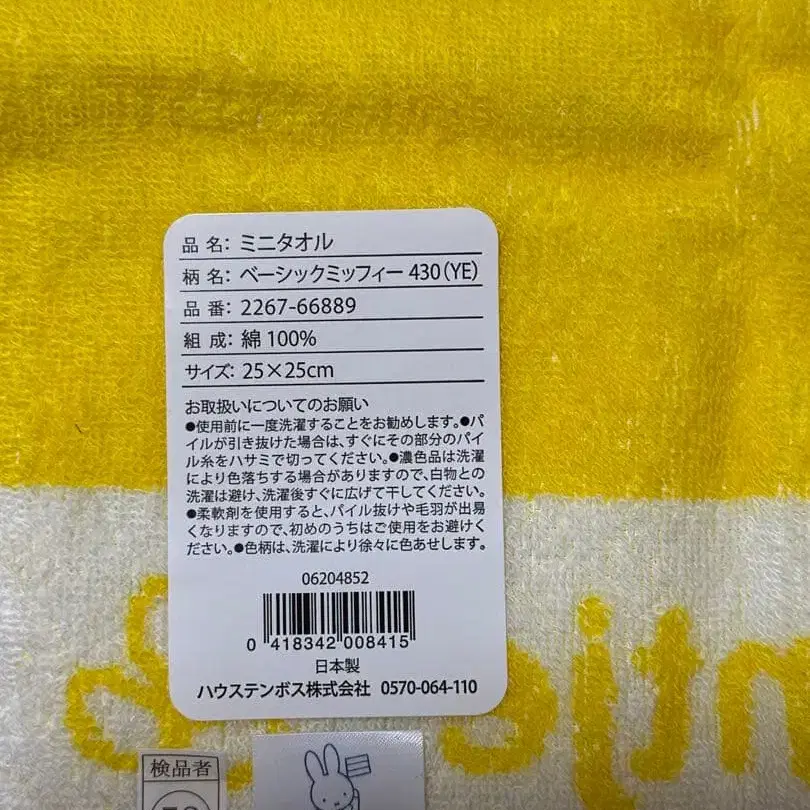 品 名: ミニタオル
柄 名: ベーシックミッフィー 430(YE)
品 番: 2267-66889
組 成: 綿 100%
サイズ: 25×25cm
お取扱いについてのお願い
●使用前に一度洗濯することをお勧めします。●パ
イルが引き抜けた場合は、すぐにその部分のパイ
ル糸をハサミで切ってください。●濃色品は洗濯
により色落ちする場合がありますので、白物との
洗濯は避け、洗濯後すぐに広げて干してください。
●柔軟剤を使用すると、パイル抜けや毛羽が出易
くなりますので、初めのうちはご使用をお避けく
ださい。●色柄は、洗濯により徐々に色あせします。
06204852
0 418342 008415
日本製
ハウステンボス株式会社 0570-064-110
検品者